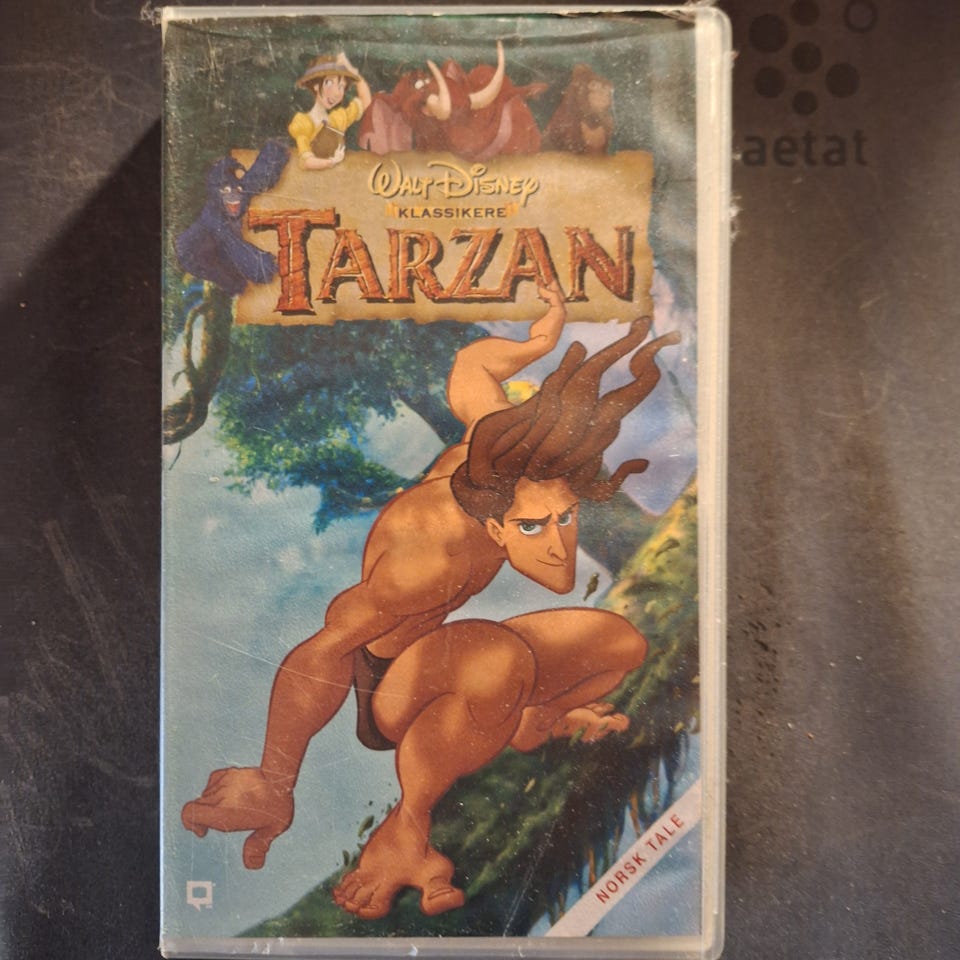 WALT DISNEY
KLASSIKERE
TARZAN
aetat
NORSK TALE